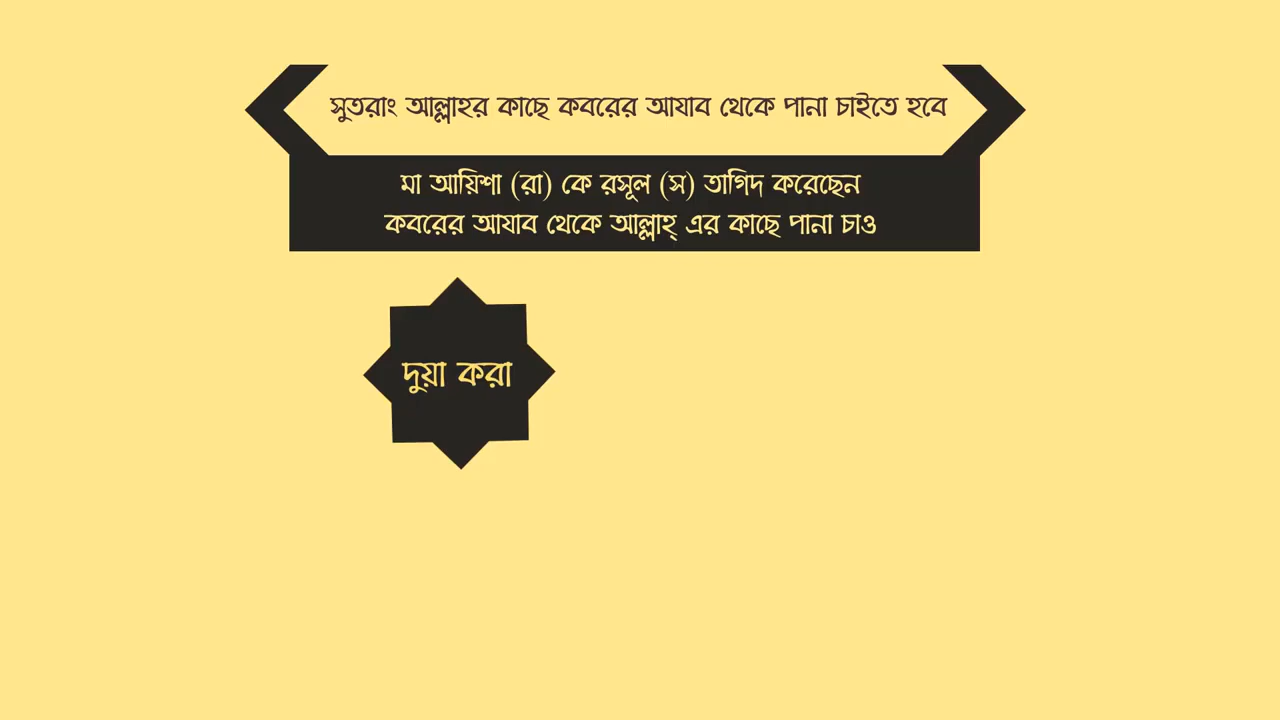 সুতরাং আল্লাহর কাছে কবরের আযাব থেকে পানা চাইতে হবে
মা আয়িশা (রা) কে রসূল (স) তাগিদ করেছেন
কবরের আযাব থেকে আল্লাহ্ এর কাছে পানা চাও
দুয়া করা